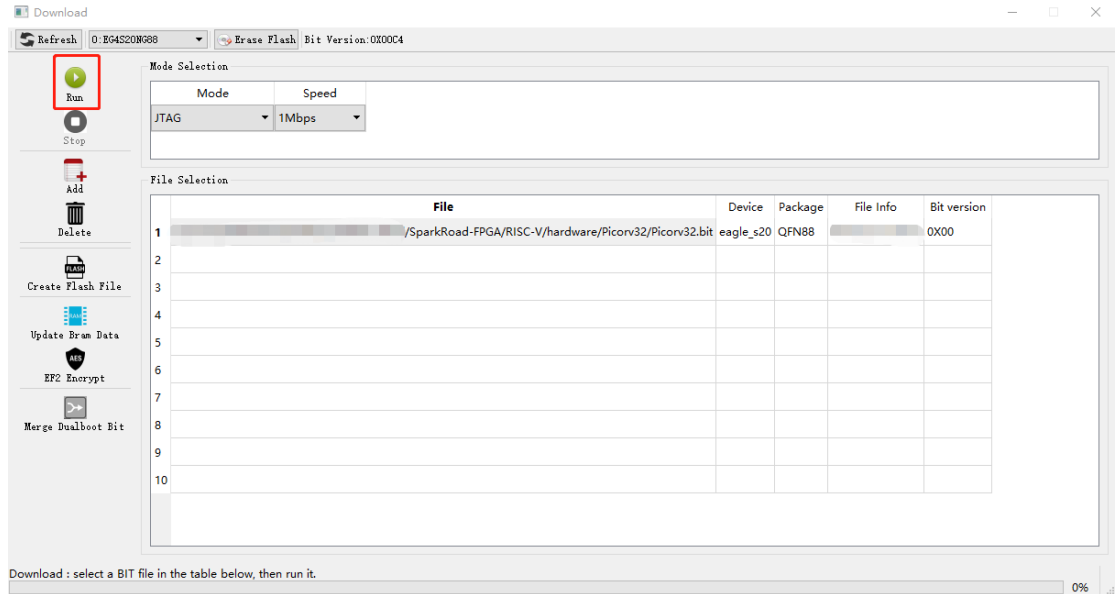 Download
Refresh 0:EG4S20NG88 Erase Flash Bit Version:0X00C4
Run
Stop
Add
Delete
Create Flash File
Update Bram Data
EF2 Encrypt
Merge Dualboot Bit
Mode Selection
Mode Speed
JTAG 1Mbps
File Selection
File Device Package File Info Bit version
1 /SparkRoad-FPGA/RISC-V/hardware/Picorv32/Picorv32.bit eagle_s20 QFN88 0X00
2
3
4
5
6
7
8
9
10
FLASH
RAM
AES
Download : select a BIT file in the table below, then run it.
0%